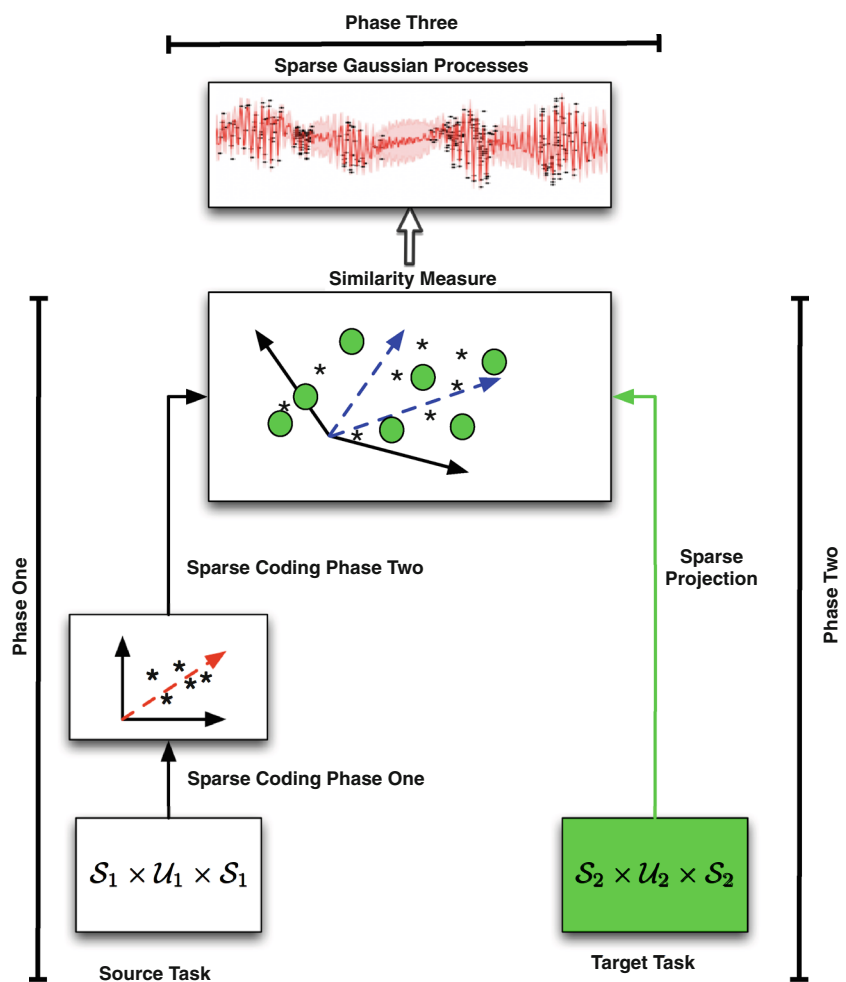 Phase Three
Sparse Gaussian Processes
Similarity Measure
Phase One
Sparse Coding Phase Two
Sparse
Projection
Phase Two
Sparse Coding Phase One
𝒮₁ × 𝒰₁ × 𝒮₁
𝒮₂ × 𝒰₂ × 𝒮₂
Source Task
Target Task